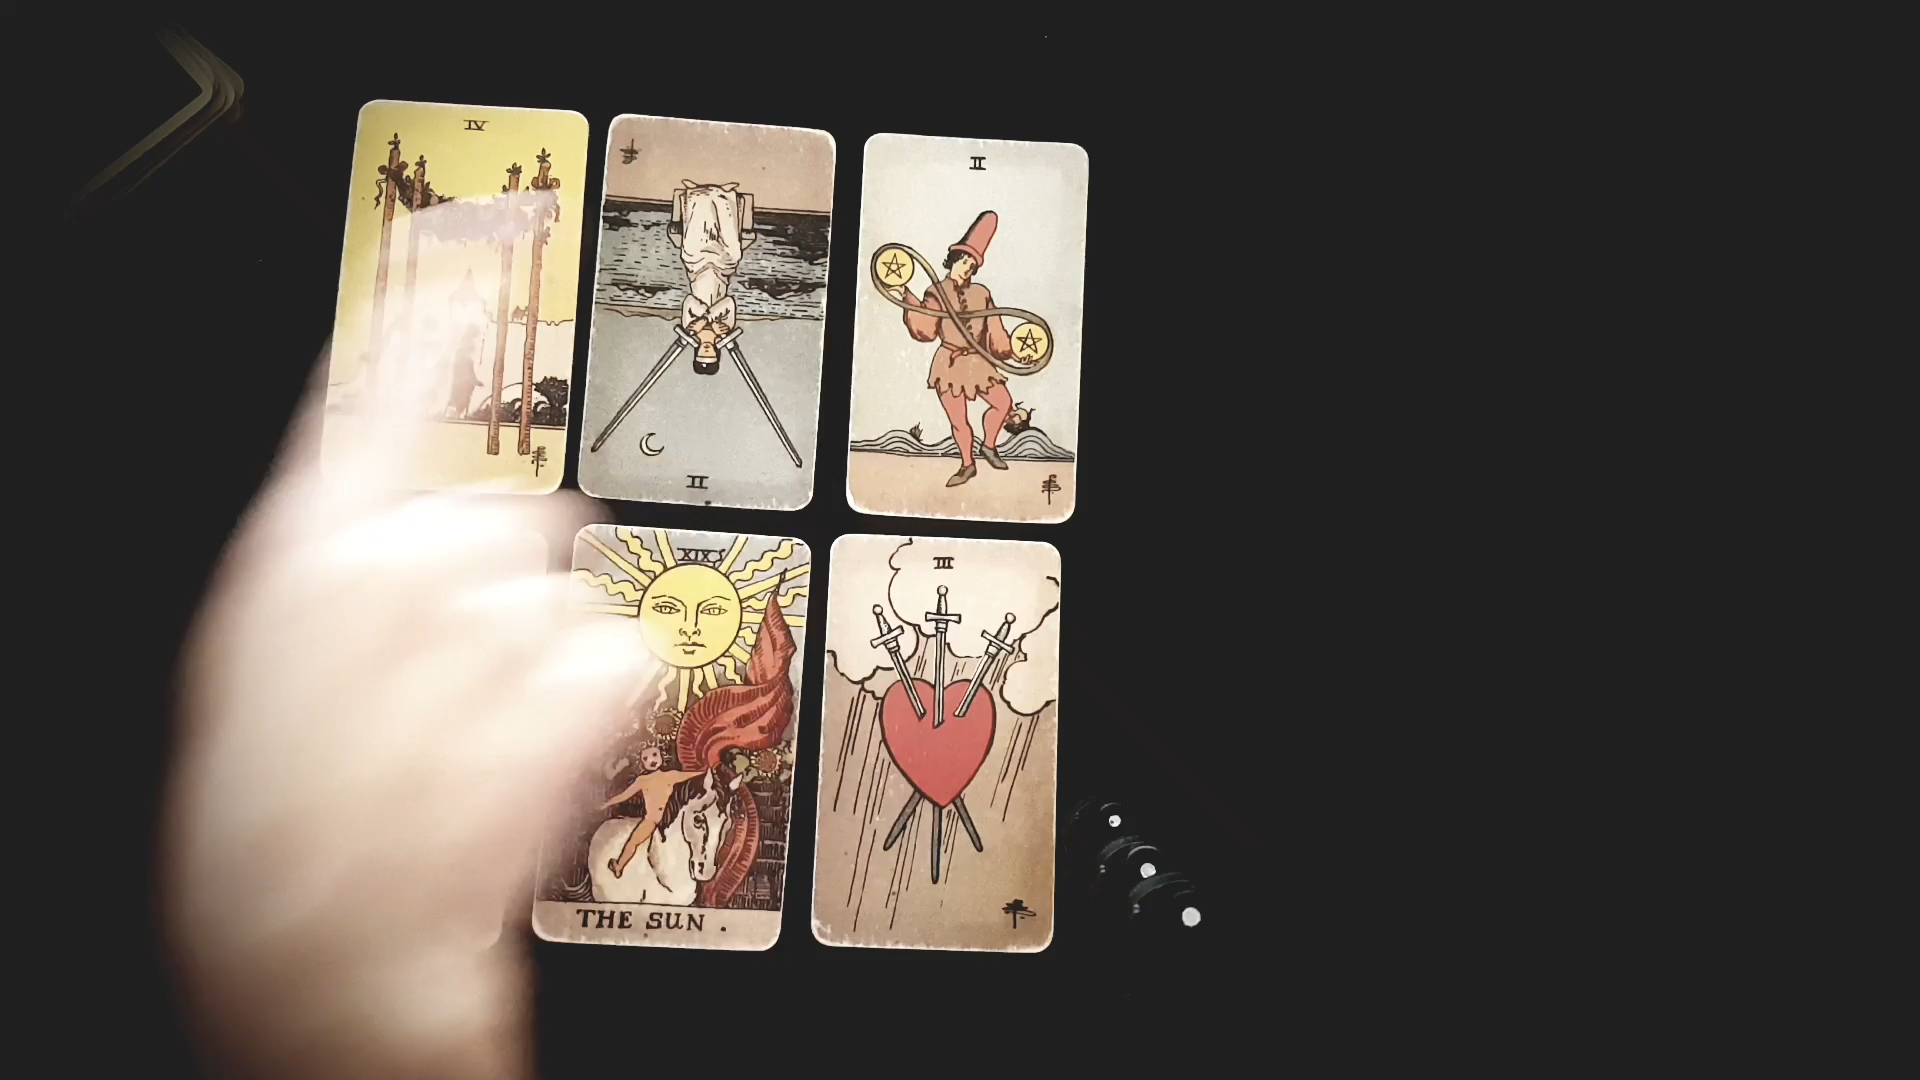 IV
II
II
XIX
III
THE SUN .